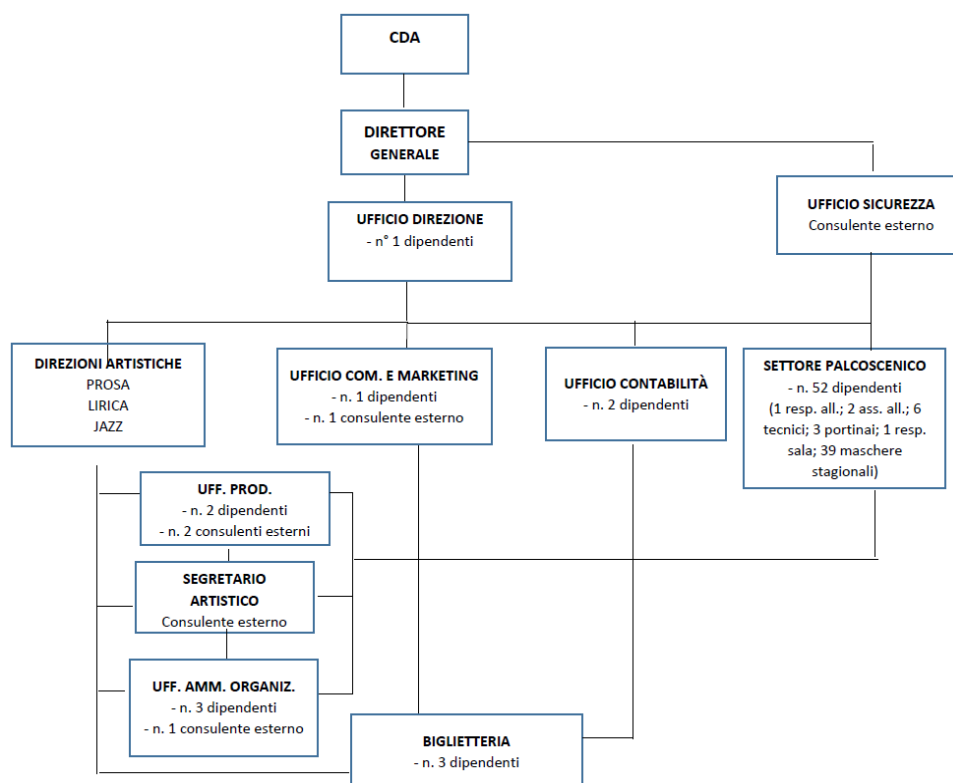 CDA
DIRETTORE
GENERALE
UFFICIO DIREZIONE
- n° 1 dipendenti
UFFICIO SICUREZZA
Consulente esterno
DIREZIONI ARTISTICHE
PROSA
LIRICA
JAZZ
UFFICIO COM. E MARKETING
- n. 1 dipendenti
- n. 1 consulente esterno
UFFICIO CONTABILITÀ
- n. 2 dipendenti
SETTORE PALCOSCENICO
- n. 52 dipendenti
(1 resp. all.; 2 ass. all.; 6
tecnici; 3 portinai; 1 resp.
sala; 39 maschere
stagionali)
UFF. PROD.
- n. 2 dipendenti
- n. 2 consulenti esterni
SEGRETARIO
ARTISTICO
Consulente esterno
UFF. AMM. ORGANIZ.
- n. 3 dipendenti
- n. 1 consulente esterno
BIGLIETTERIA
- n. 3 dipendenti